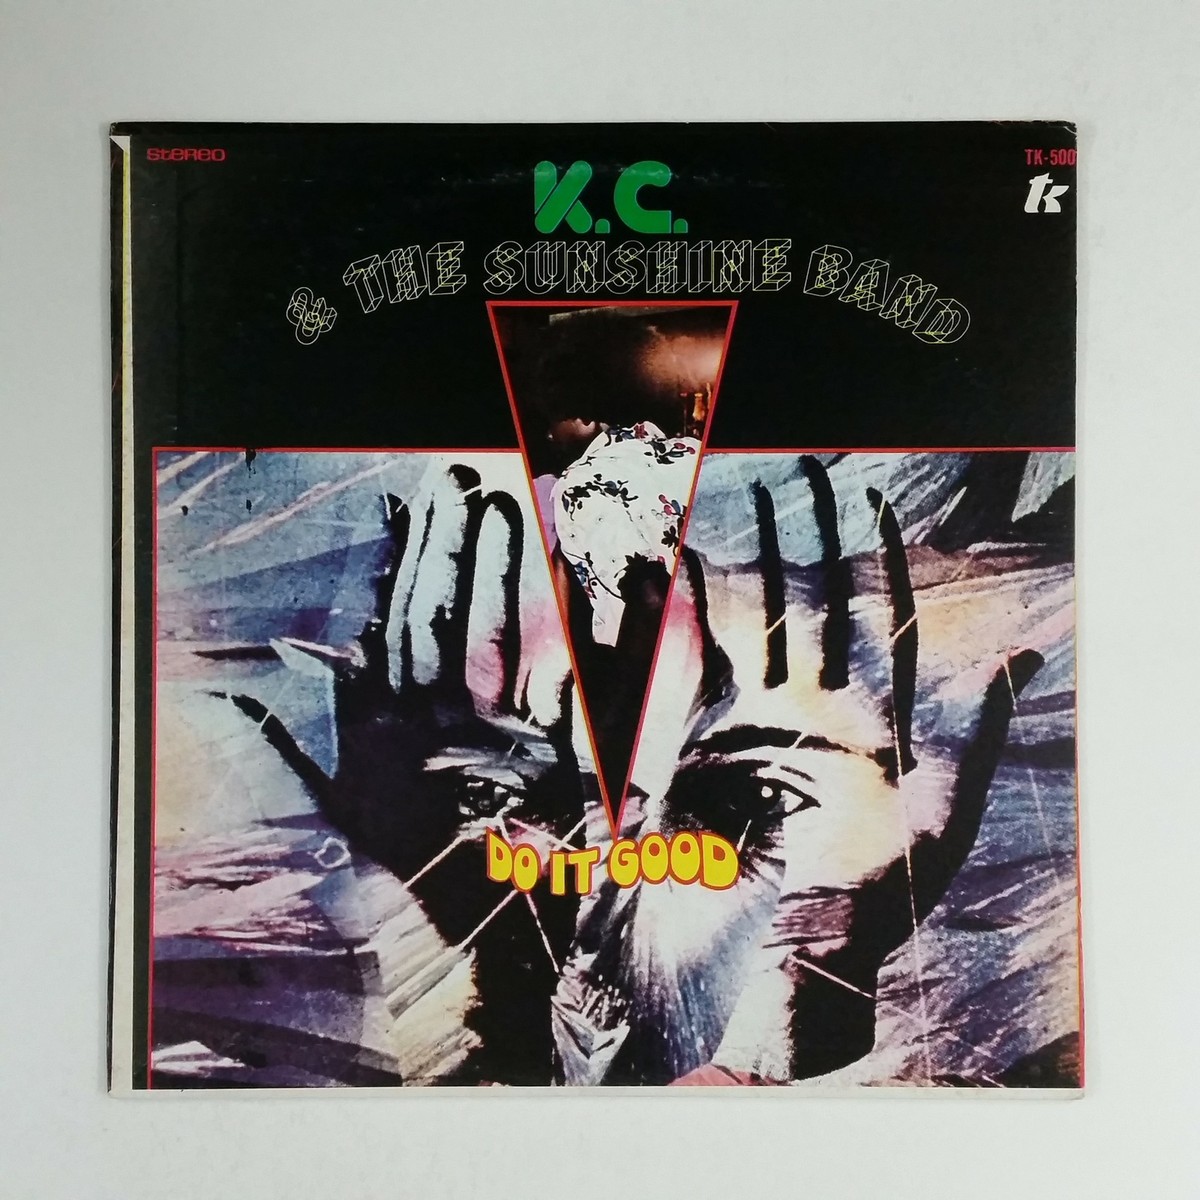 SteReo
TK-500
tk
K.C.
& THE SUNSHINE BAND
DO IT GOOD